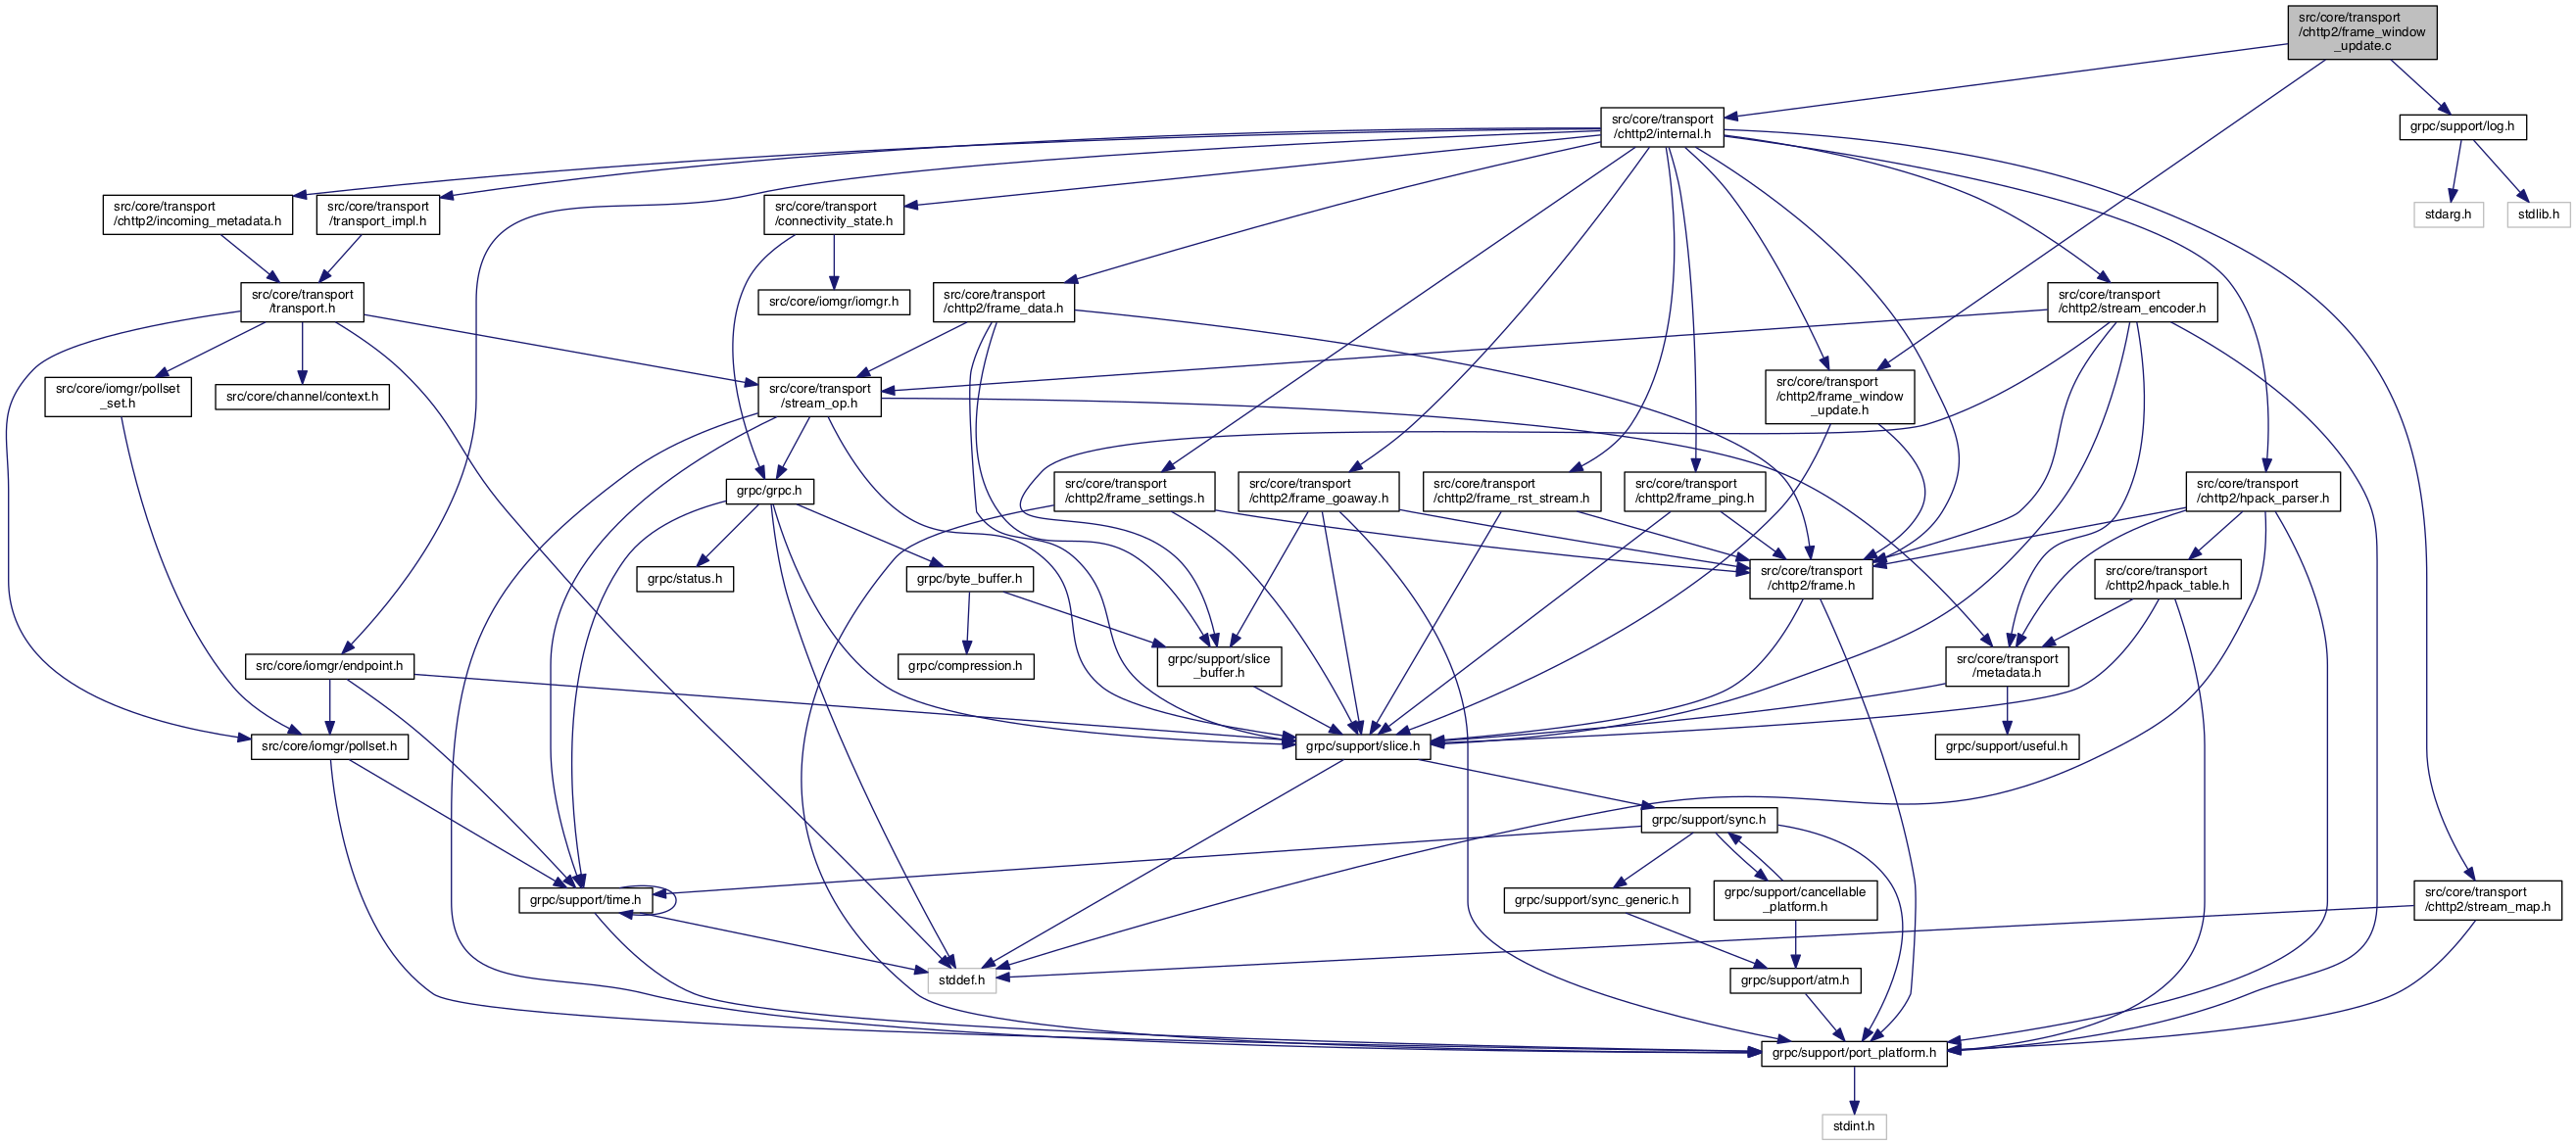 src/core/transport
/chttp2/frame_window
_update.c
src/core/transport
/chttp2/internal.h
grpc/support/log.h
src/core/transport
/chttp2/incoming_metadata.h
src/core/transport
/transport_impl.h
src/core/transport
/connectivity_state.h
stdarg.h
stdlib.h
src/core/transport
/transport.h
src/core/iomgr/iomgr.h
src/core/transport
/chttp2/frame_data.h
src/core/transport
/chttp2/stream_encoder.h
src/core/iomgr/pollset
_set.h
src/core/channel/context.h
src/core/transport
/stream_op.h
src/core/transport
/chttp2/frame_window
_update.h
grpc/grpc.h
src/core/transport
/chttp2/frame_settings.h
src/core/transport
/chttp2/frame_goaway.h
src/core/transport
/chttp2/frame_rst_stream.h
src/core/transport
/chttp2/frame_ping.h
src/core/transport
/chttp2/hpack_parser.h
grpc/status.h
grpc/byte_buffer.h
src/core/transport
/chttp2/frame.h
src/core/transport
/chttp2/hpack_table.h
src/core/iomgr/endpoint.h
grpc/compression.h
grpc/support/slice
_buffer.h
src/core/transport
/metadata.h
src/core/iomgr/pollset.h
grpc/support/slice.h
grpc/support/useful.h
grpc/support/sync.h
grpc/support/time.h
grpc/support/sync_generic.h
grpc/support/cancellable
_platform.h
src/core/transport
/chttp2/stream_map.h
stddef.h
grpc/support/atm.h
grpc/support/port_platform.h
stdint.h